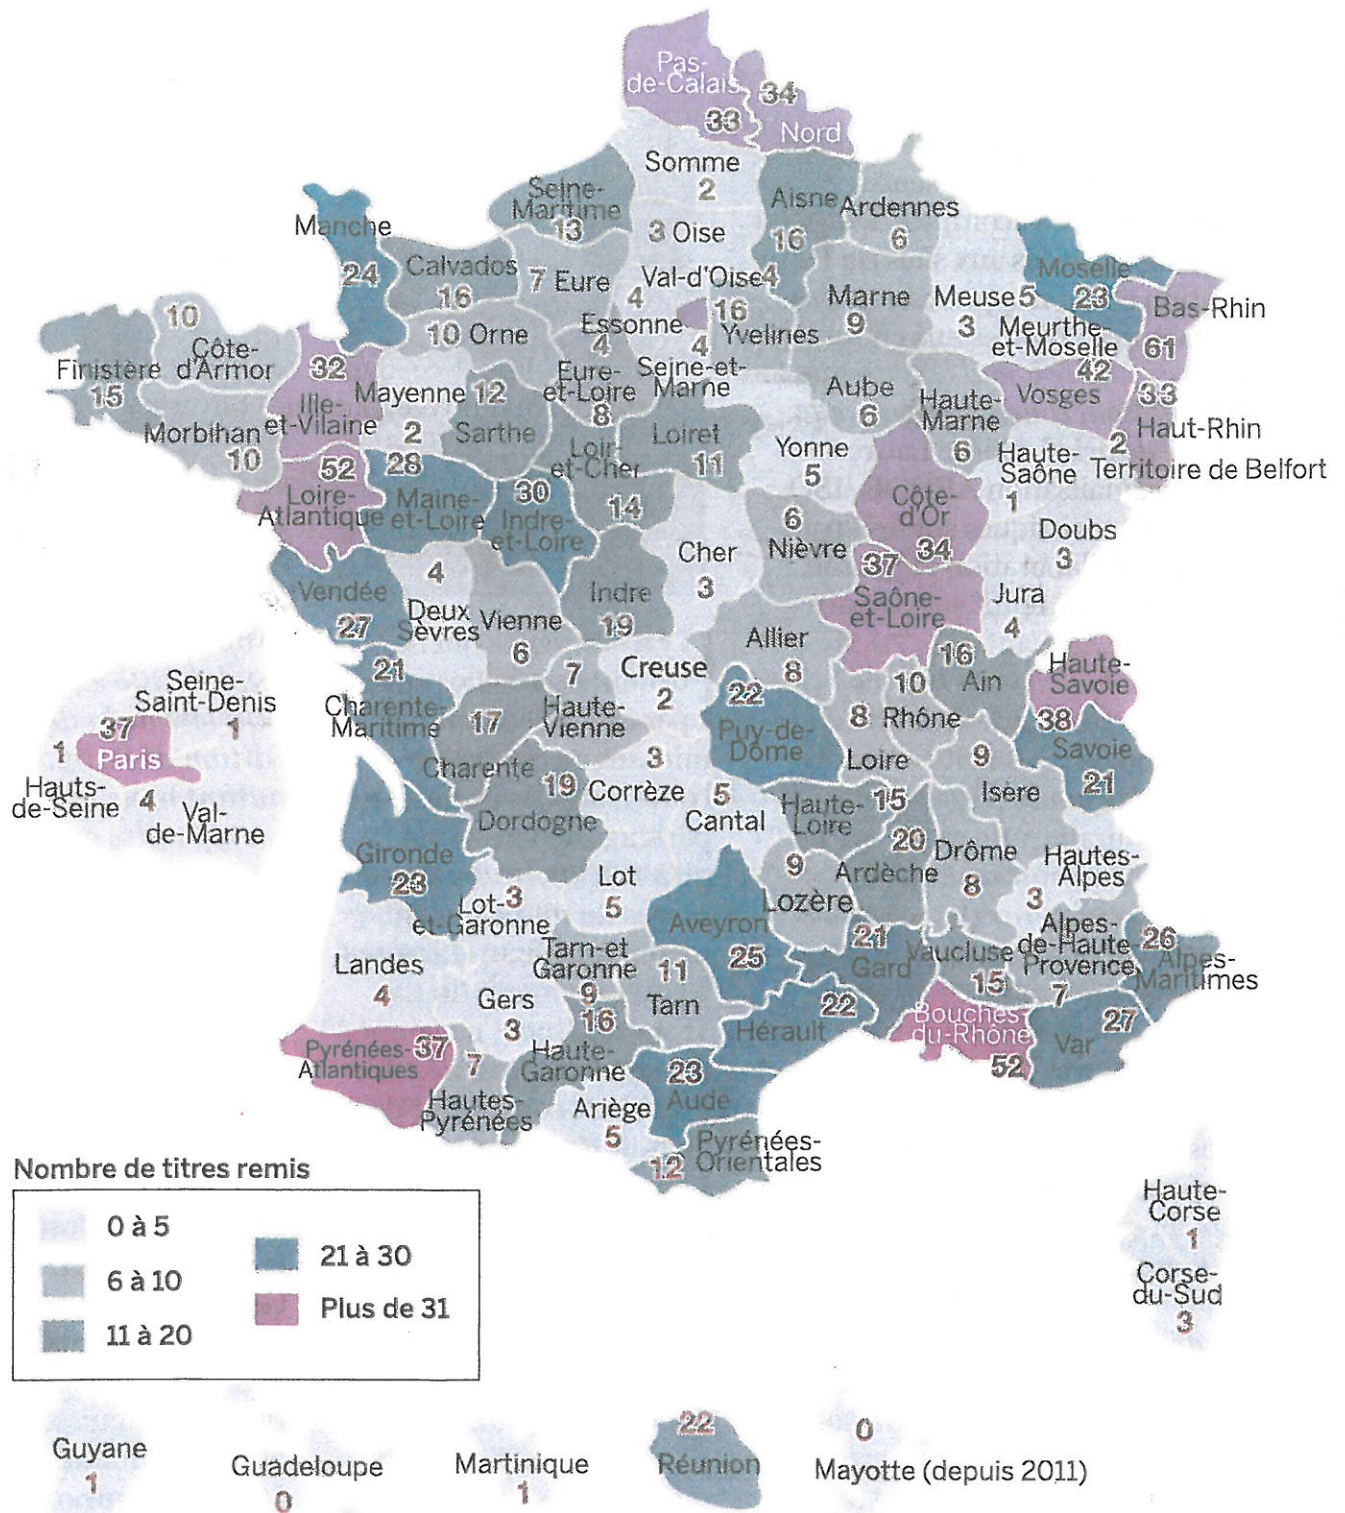 Pas-
de-Calais
33
34
Nord
Somme
2
Seine-
Maritime
13
3 Oise
Aisne
16
Ardennes
6
Manche
24
Calvados
16
7 Eure
Val-d'Oise 4
4
Essonne
4
16
Yvelines
4
Seine-et-
Marne
Marne
9
Meuse 5
3
Moselle
23
Meurthe-
et-Moselle
Bas-Rhin
61
10
Côte-
d'Armor
Finistère
15
10 Orne
32
Ille-
et-Vilaine
Mayenne
2
12
Sarthe
Eure-
et-Loire
8
Aube
6
Haute-
Marne
6
42
Vosges
33
Haut-Rhin
2
Territoire de Belfort
Morbihan
10
Loir-
et-Cher
14
Loiret
11
Yonne
5
Haute-
Saône
1
52
Loire-
Atlantique
28
Maine-
et-Loire
30
Indre-
et-Loire
Côte-
d'Or
34
6
Nièvre
Cher
3
Doubs
3
37
Saône-
et-Loire
Jura
4
Vendée
27
4
Deux
Sèvres
Vienne
6
Indre
19
Allier
8
Seine-
Saint-Denis
1
37
Paris
1
Hauts-
de-Seine
4
Val-
de-Marne
21
Charente-
Maritime
17
Charente
7
Haute-
Vienne
Creuse
2
22
Puy-de-
Dôme
10
Rhône
8
Loire
16
Ain
Haute-
Savoie
38
Savoie
21
9
Isère
19
Dordogne
3
Corrèze
5
Cantal
Haute-
Loire
15
20
Ardèche
Drôme
8
Hautes-
Alpes
3
Gironde
23
Lot-
et-Garonne
3
Lot
5
Aveyron
25
9
Lozère
21
Gard
Vaucluse
15
Alpes-
de-Haute-
Provence
7
26
Alpes-
Maritimes
Landes
4
Gers
3
Tarn-et
Garonne
9
11
Tarn
22
Hérault
Bouches
du-Rhône
52
27
Var
Pyrénées-
Atlantiques
37
7
Hautes-
Pyrénées
16
Haute-
Garonne
Ariège
5
23
Aude
12
Pyrénées-
Orientales
Haute-
Corse
1
Corse-
du-Sud
3
Nombre de titres remis
0 à 5
6 à 10
11 à 20
21 à 30
Plus de 31
Guyane
1
Guadeloupe
0
Martinique
1
22
Réunion
0
Mayotte (depuis 2011)